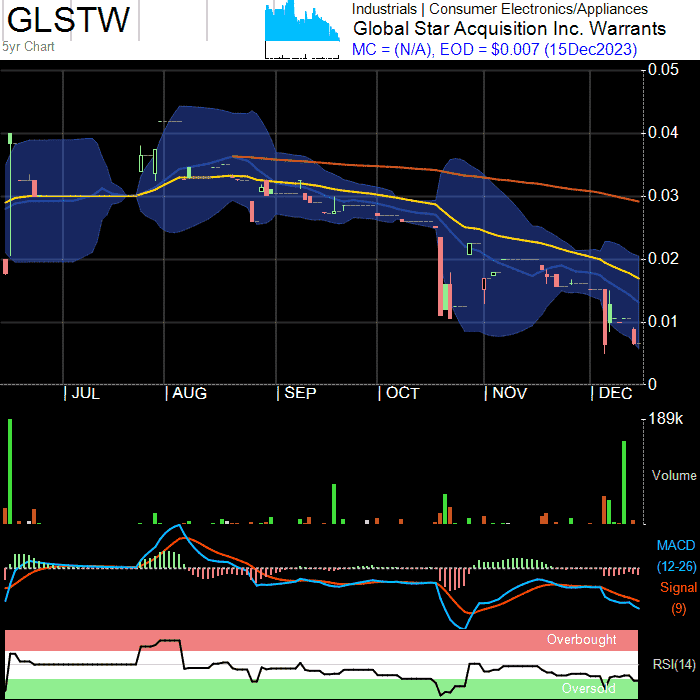 GLSTW
5yr Chart
Industrials | Consumer Electronics/Appliances
Global Star Acquisition Inc. Warrants
MC = (N/A), EOD = $0.007 (15Dec2023)
0.05
0.04
0.03
0.02
0.01
0
| JUL | AUG | SEP | OCT | NOV | DEC
189k
Volume
MACD
(12-26)
Signal
(9)
Overbought
RSI(14)
Oversold